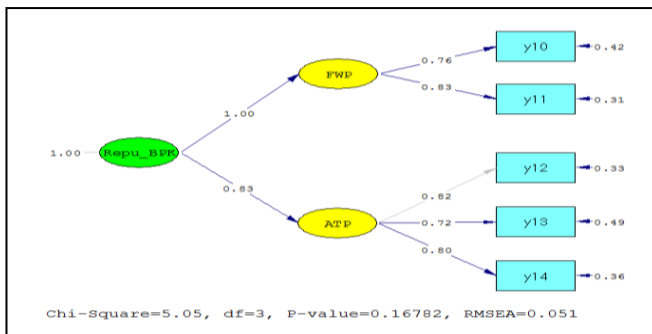 y10
0.42
0.76
FWP
0.83
y11
0.31
1.00
1.00
Repu_BPK
y12
0.33
0.83
0.82
ATP
0.72
y13
0.49
0.80
y14
0.36
Chi-Square=5.05, df=3, P-value=0.16782, RMSEA=0.051